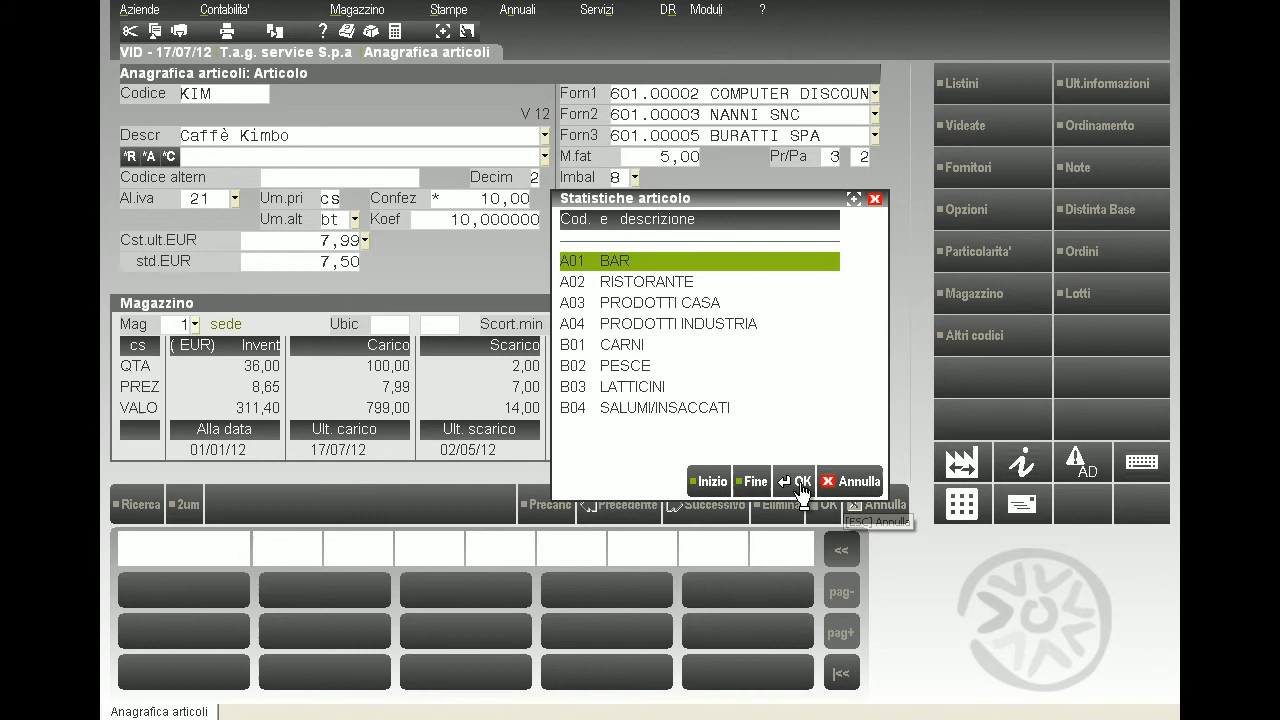 Aziende Contabilita' Magazzino Stampe Annuali Servizi DR Moduli ?
VID - 17/07/12 T.a.g. service S.p.a Anagrafica articoli
Anagrafica articoli: Articolo
Codice KIM
V 12
Descr Caffè Kimbo
^R ^A ^C
Codice altern Decim 2
Al.iva 21 Um.pri cs Confez * 10,00
Um.alt bt Koef 10,000000
Cst.ult.EUR 7,99
std.EUR 7,50
Forn1 601.00002 COMPUTER DISCOUN
Forn2 601.00003 NANNI SNC
Forn3 601.00005 BURATTI SPA
M.fat 5,00 Pr/Pa 3 2
Imbal 8
Magazzino
Mag 1 sede Ubic Scort.min
cs ( EUR) Invent Carico Scarico
QTA 36,00 100,00 2,00
PREZ 8,65 7,99 7,00
VALO 311,40 799,00 14,00
Alla data Ult. carico Ult. scarico
01/01/12 17/07/12 02/05/12
Statistiche articolo
Cod. e descrizione
A01 BAR
A02 RISTORANTE
A03 PRODOTTI CASA
A04 PRODOTTI INDUSTRIA
B01 CARNI
B02 PESCE
B03 LATTICINI
B04 SALUMI/INSACCATI
Inizio Fine OK Annulla
Ricerca 2um Precanc Precedente Successivo Elimina OK Annulla
[ESC] Annulla
Listini Ult.informazioni
Videate Ordinamento
Fornitori Note
Opzioni Distinta Base
Particolarita' Ordini
Magazzino Lotti
Altri codici
AD
<<
pag-
pag+
|<<
Anagrafica articoli